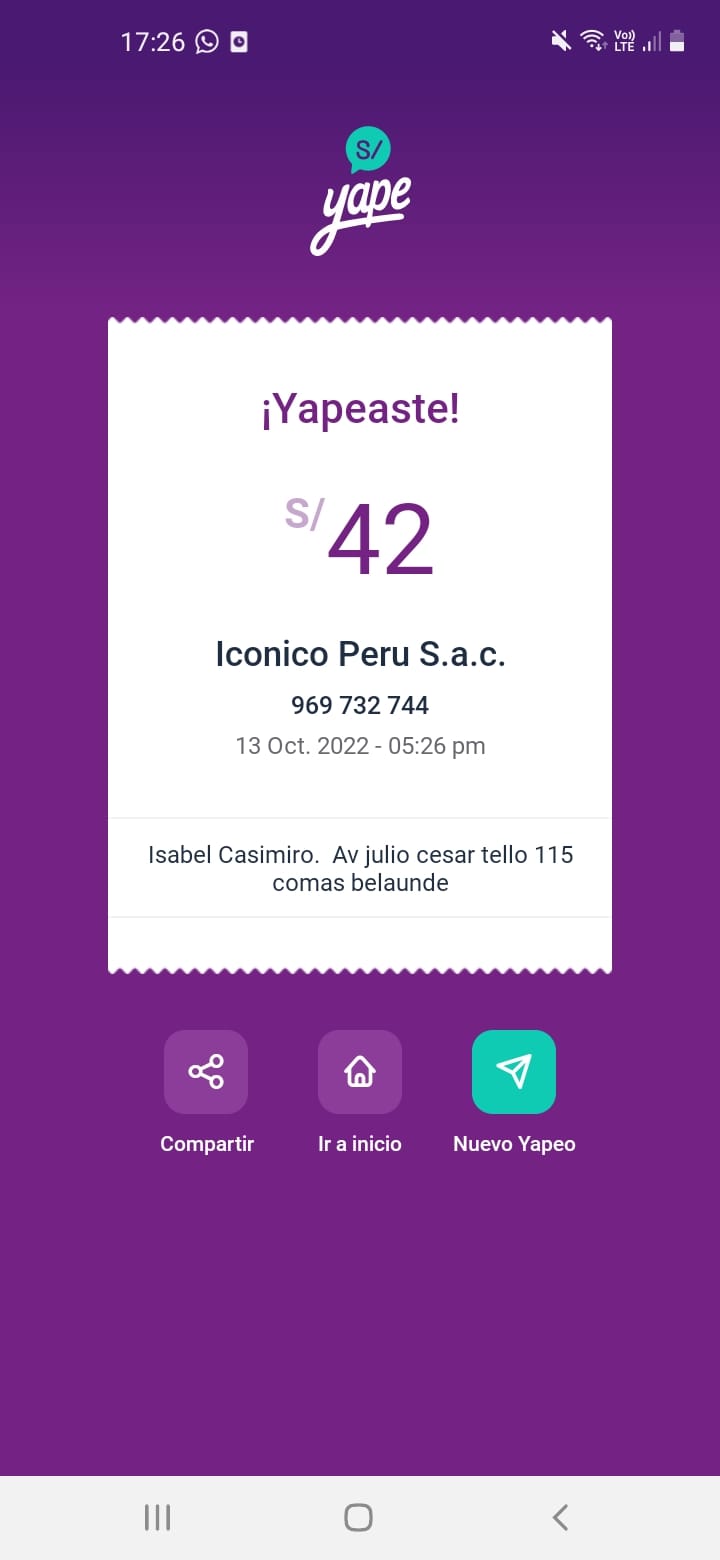 17:26
Vo)) LTE
S/
yape
¡Yapeaste!
S/ 42
Iconico Peru S.a.c.
969 732 744
13 Oct. 2022 - 05:26 pm
Isabel Casimiro.  Av julio cesar tello 115
comas belaunde
Compartir
Ir a inicio
Nuevo Yapeo